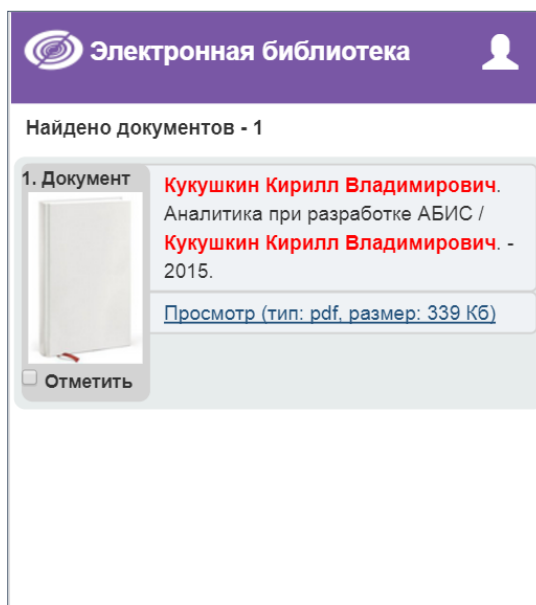 Электронная библиотека
Найдено документов - 1
1. Документ
Кукушкин Кирилл Владимирович.
Аналитика при разработке АБИС /
Кукушкин Кирилл Владимирович. -
2015.
Просмотр (тип: pdf, размер: 339 Кб)
Отметить